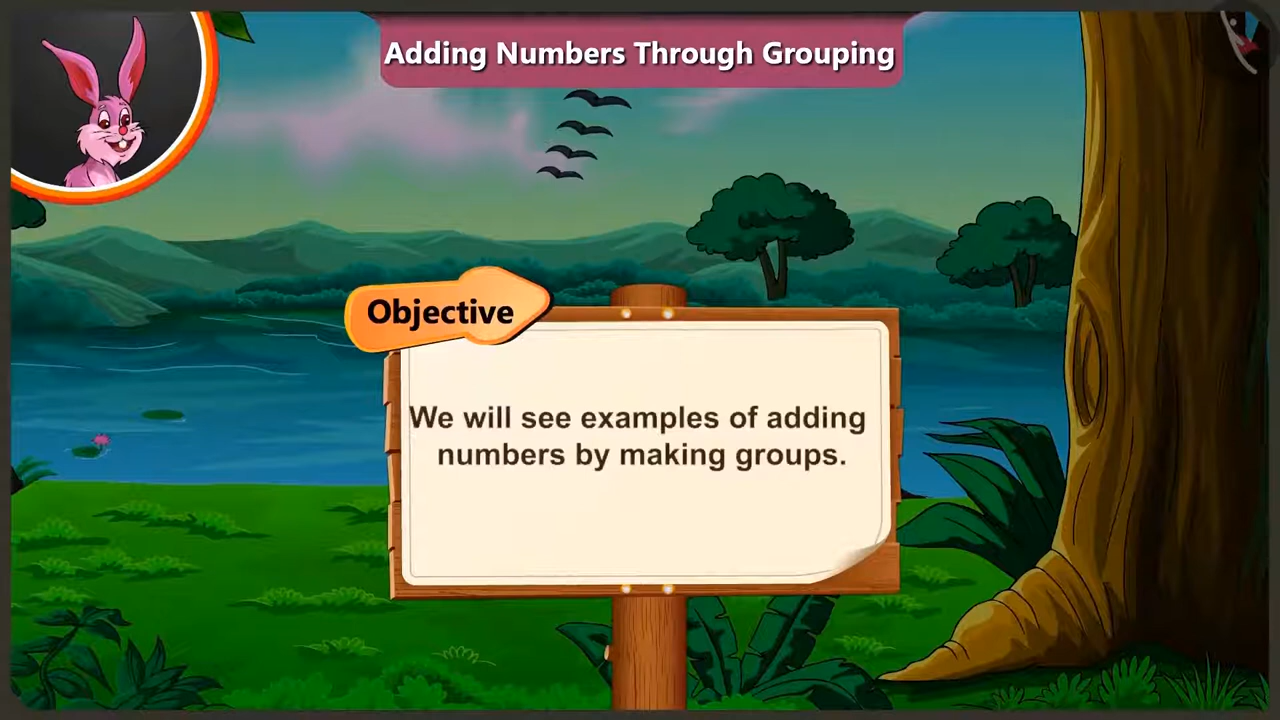 Adding Numbers Through Grouping
Objective
We will see examples of adding
numbers by making groups.